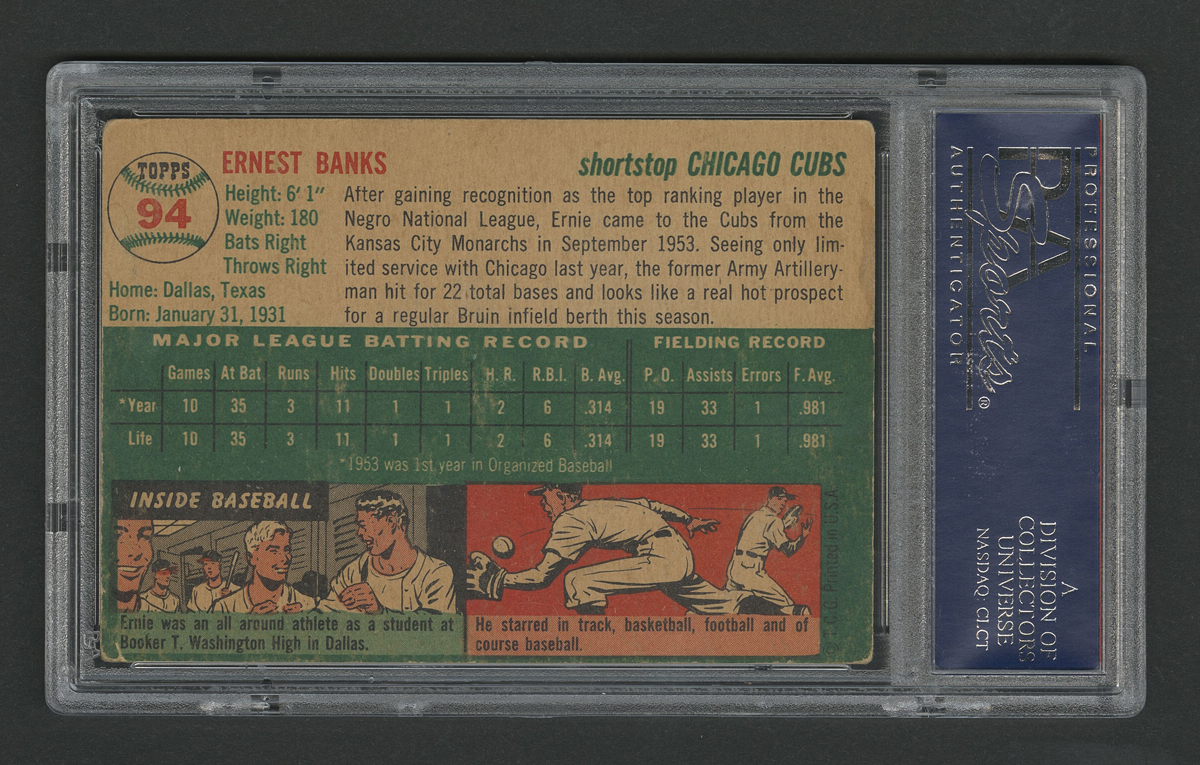 TOPPS
94
ERNEST BANKS
shortstop CHICAGO CUBS
Height: 6' 1"
Weight: 180
Bats Right
Throws Right
Home: Dallas, Texas
Born: January 31, 1931
After gaining recognition as the top ranking player in the
Negro National League, Ernie came to the Cubs from the
Kansas City Monarchs in September 1953. Seeing only lim-
ited service with Chicago last year, the former Army Artillery-
man hit for 22 total bases and looks like a real hot prospect
for a regular Bruin infield berth this season.
MAJOR LEAGUE BATTING RECORD FIELDING RECORD
Games At Bat Runs Hits Doubles Triples H. R. R.B.I. B. Avg. P. O. Assists Errors F. Avg.
*Year 10 35 3 11 1 1 2 6 .314 19 33 1 .981
Life 10 35 3 11 1 1 2 6 .314 19 33 1 .981
*1953 was 1st year in Organized Baseball
INSIDE BASEBALL
Ernie was an all around athlete as a student at
Booker T. Washington High in Dallas.
He starred in track, basketball, football and of
course baseball.
© T.C.G. Printed in U.S.A.
PROFESSIONAL
PSA
Sports®
AUTHENTICATOR
A
DIVISION OF
COLLECTORS
UNIVERSE
NASDAQ: CLCT